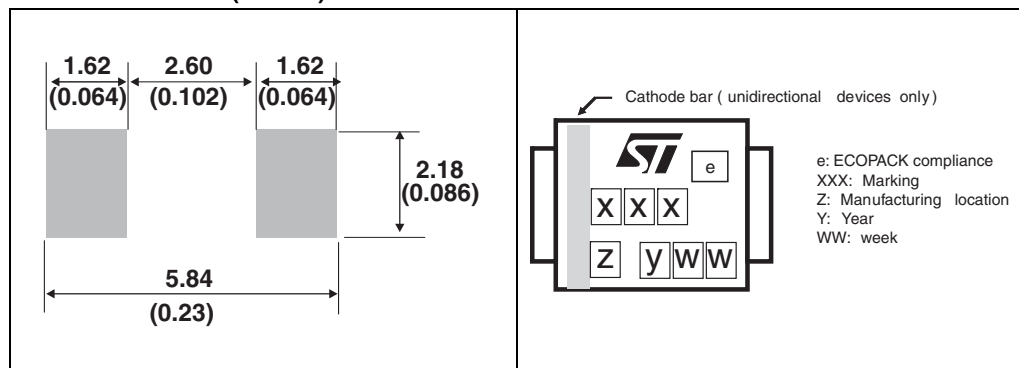 1.62 2.60 1.62
(0.064) (0.102) (0.064)
2.18
(0.086)
5.84
(0.23)
Cathode bar ( unidirectional devices only )
ST
e
x x x
z y w w
e: ECOPACK compliance
XXX: Marking
Z: Manufacturing location
Y: Year
WW: week